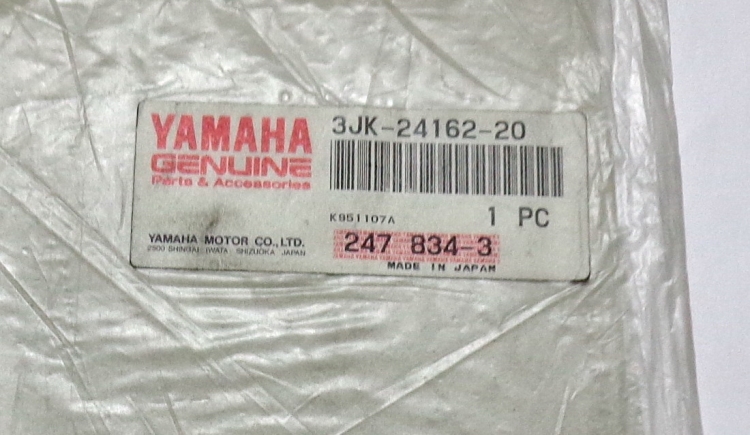 YAMAHA
GENUINE
Parts & Accessories
3JK-24162-20
K951107A
1 PC
YAMAHA MOTOR CO.,LTD.
2500 SHINGAI IWATA SHIZUOKA JAPAN
247 834-3
MADE IN JAPAN